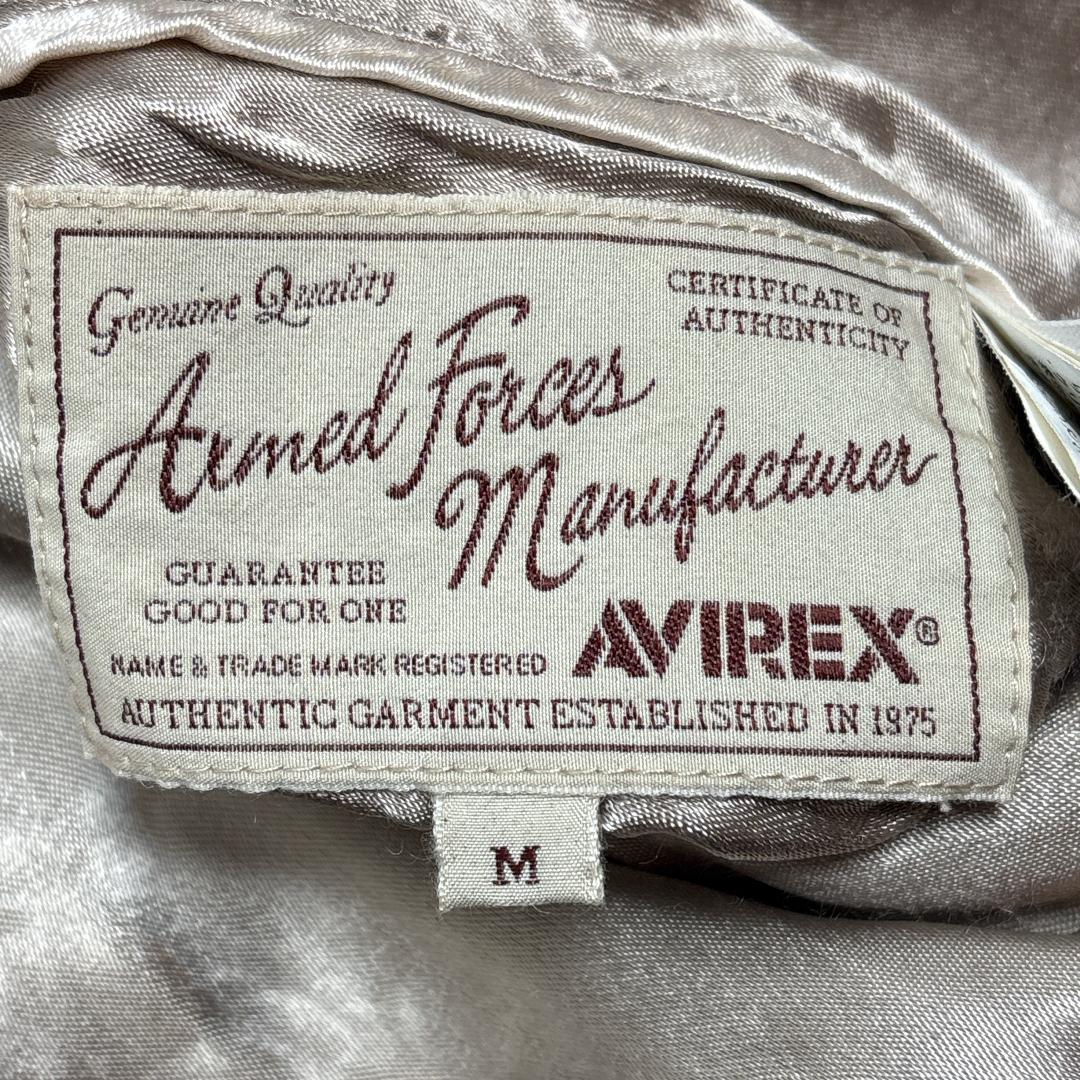 Genuine Quality
CERTIFICATE OF
AUTHENTICITY
Armed Forces
Manufacturer
GUARANTEE
GOOD FOR ONE
NAME & TRADE MARK REGISTERED
AVIREX®
AUTHENTIC GARMENT ESTABLISHED IN 1975
M